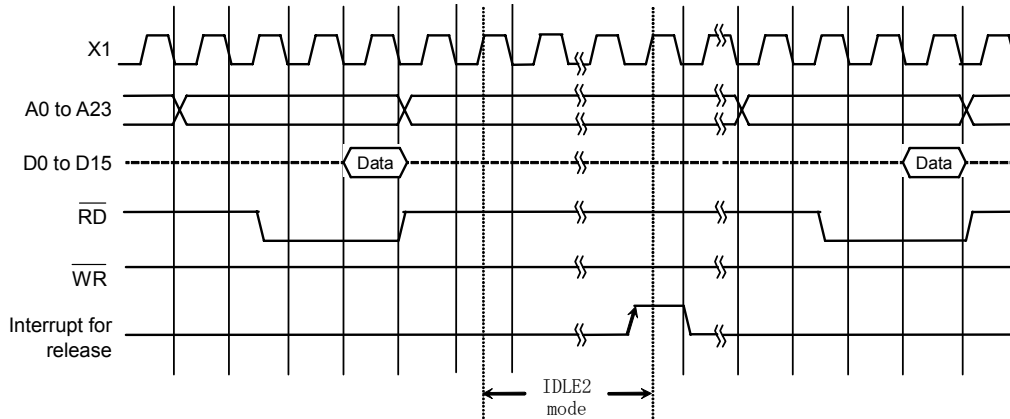 X1
A0 to A23
D0 to D15
Data
Data
RD
WR
Interrupt for
release
IDLE2
mode